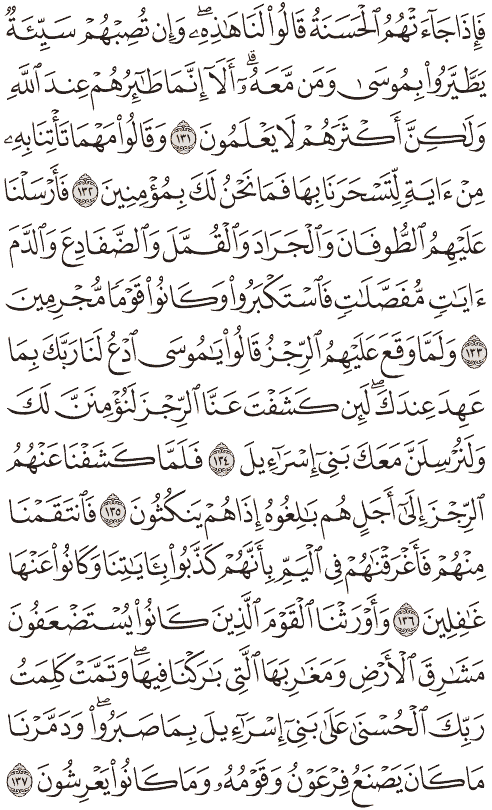 فَإِذَا جَآءَتْهُمُ ٱلْحَسَنَةُ قَالُوا۟ لَنَا هَـٰذِهِۦ ۖ وَإِن تُصِبْهُمْ سَيِّئَةٌ
يَطَّيَّرُوا۟ بِمُوسَىٰ وَمَن مَّعَهُۥٓ ۗ أَلَآ إِنَّمَا طَـٰٓئِرُهُمْ عِندَ ٱللَّهِ
وَلَـٰكِنَّ أَكْثَرَهُمْ لَا يَعْلَمُونَ ١٣١ وَقَالُوا۟ مَهْمَا تَأْتِنَا بِهِۦ
مِنْ ءَايَةٍ لِّتَسْحَرَنَا بِهَا فَمَا نَحْنُ لَكَ بِمُؤْمِنِينَ ١٣٢ فَأَرْسَلْنَا
عَلَيْهِمُ ٱلطُّوفَانَ وَٱلْجَرَادَ وَٱلْقُمَّلَ وَٱلضَّفَادِعَ وَٱلدَّمَ
ءَايَـٰتٍ مُّفَصَّلَـٰتٍ فَٱسْتَكْبَرُوا۟ وَكَانُوا۟ قَوْمًا مُّجْرِمِينَ
١٣٣ وَلَمَّا وَقَعَ عَلَيْهِمُ ٱلرِّجْزُ قَالُوا۟ يَـٰمُوسَى ٱدْعُ لَنَا رَبَّكَ بِمَا
عَهِدَ عِندَكَ ۖ لَئِن كَشَفْتَ عَنَّا ٱلرِّجْزَ لَنُؤْمِنَنَّ لَكَ
وَلَنُرْسِلَنَّ مَعَكَ بَنِىٓ إِسْرَٰٓءِيلَ ١٣٤ فَلَمَّا كَشَفْنَا عَنْهُمُ
ٱلرِّجْزَ إِلَىٰٓ أَجَلٍ هُم بَـٰلِغُوهُ إِذَا هُمْ يَنكُثُونَ ١٣٥ فَٱنتَقَمْنَا
مِنْهُمْ فَأَغْرَقْنَـٰهُمْ فِى ٱلْيَمِّ بِأَنَّهُمْ كَذَّبُوا۟ بِـَٔايَـٰتِنَا وَكَانُوا۟ عَنْهَا
غَـٰفِلِينَ ١٣٦ وَأَوْرَثْنَا ٱلْقَوْمَ ٱلَّذِينَ كَانُوا۟ يُسْتَضْعَفُونَ
مَشَـٰرِقَ ٱلْأَرْضِ وَمَغَـٰرِبَهَا ٱلَّتِى بَـٰرَكْنَا فِيهَا ۖ وَتَمَّتْ كَلِمَتُ
رَبِّكَ ٱلْحُسْنَىٰ عَلَىٰ بَنِىٓ إِسْرَٰٓءِيلَ بِمَا صَبَرُوا۟ ۖ وَدَمَّرْنَا
مَا كَانَ يَصْنَعُ فِرْعَوْنُ وَقَوْمُهُۥ وَمَا كَانُوا۟ يَعْرِشُونَ ١٣٧